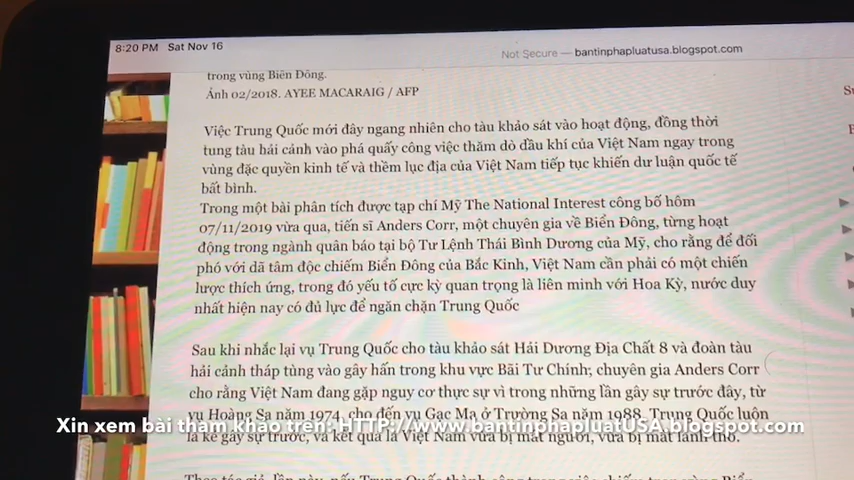 8:20 PM Sat Nov 16
Not Secure — bantinphapluatusa.blogspot.com
trong vùng Biển Đông.
Ảnh 02/2018. AYEE MACARAIG / AFP
Việc Trung Quốc mới đây ngang nhiên cho tàu khảo sát vào hoạt động, đồng thời
tung tàu hải cảnh vào phá quấy công việc thăm dò dầu khí của Việt Nam ngay trong
vùng đặc quyền kinh tế và thềm lục địa của Việt Nam tiếp tục khiến dư luận quốc tế
bất bình.
Trong một bài phân tích được tạp chí Mỹ The National Interest công bố hôm
07/11/2019 vừa qua, tiến sĩ Anders Corr, một chuyên gia về Biển Đông, từng hoạt
động trong ngành quân báo tại bộ Tư Lệnh Thái Bình Dương của Mỹ, cho rằng để đối
phó với dã tâm độc chiếm Biển Đông của Bắc Kinh, Việt Nam cần phải có một chiến
lược thích ứng, trong đó yếu tố cực kỳ quan trọng là liên minh với Hoa Kỳ, nước duy
nhất hiện nay có đủ lực để ngăn chặn Trung Quốc
Sau khi nhắc lại vụ Trung Quốc cho tàu khảo sát Hải Dương Địa Chất 8 và đoàn tàu
hải cảnh tháp tùng vào gây hấn trong khu vực Bãi Tư Chính; chuyên gia Anders Corr
cho rằng Việt Nam đang gặp nguy cơ thực sự vì trong những lần gây sự trước đây, từ
vụ Hoàng Sa năm 1974, cho đến vụ Gạc Ma ở Trường Sa năm 1988, Trung Quốc luôn
Xin xem bài tham khảo trên: HTTP://www.bantinphapluatUSA.blogspot.com
là kẻ gây sự trước, và kết quả là Việt Nam vừa bị mất người, vừa bị mất lãnh thổ.